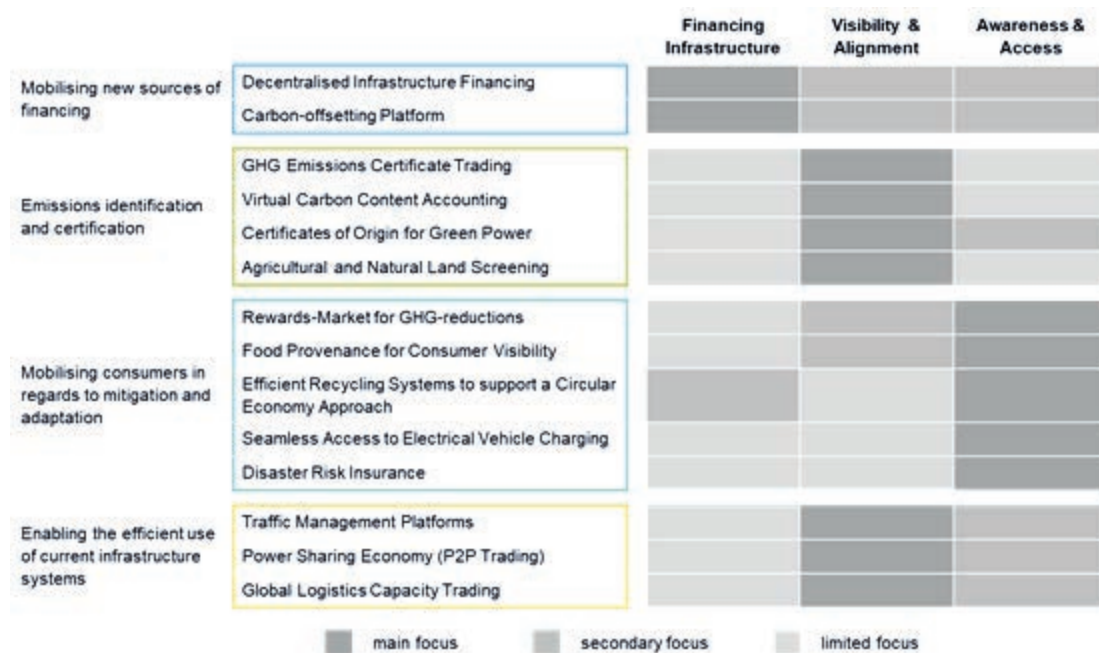 Financing Infrastructure
Visibility & Alignment
Awareness & Access
Mobilising new sources of
financing
Decentralised Infrastructure Financing
Carbon-offsetting Platform
Emissions identification
and certification
GHG Emissions Certificate Trading
Virtual Carbon Content Accounting
Certificates of Origin for Green Power
Agricultural and Natural Land Screening
Mobilising consumers in
regards to mitigation and
adaptation
Rewards-Market for GHG-reductions
Food Provenance for Consumer Visibility
Efficient Recycling Systems to support a Circular
Economy Approach
Seamless Access to Electrical Vehicle Charging
Disaster Risk Insurance
Enabling the efficient use
of current infrastructure
systems
Traffic Management Platforms
Power Sharing Economy (P2P Trading)
Global Logistics Capacity Trading
main focus
secondary focus
limited focus